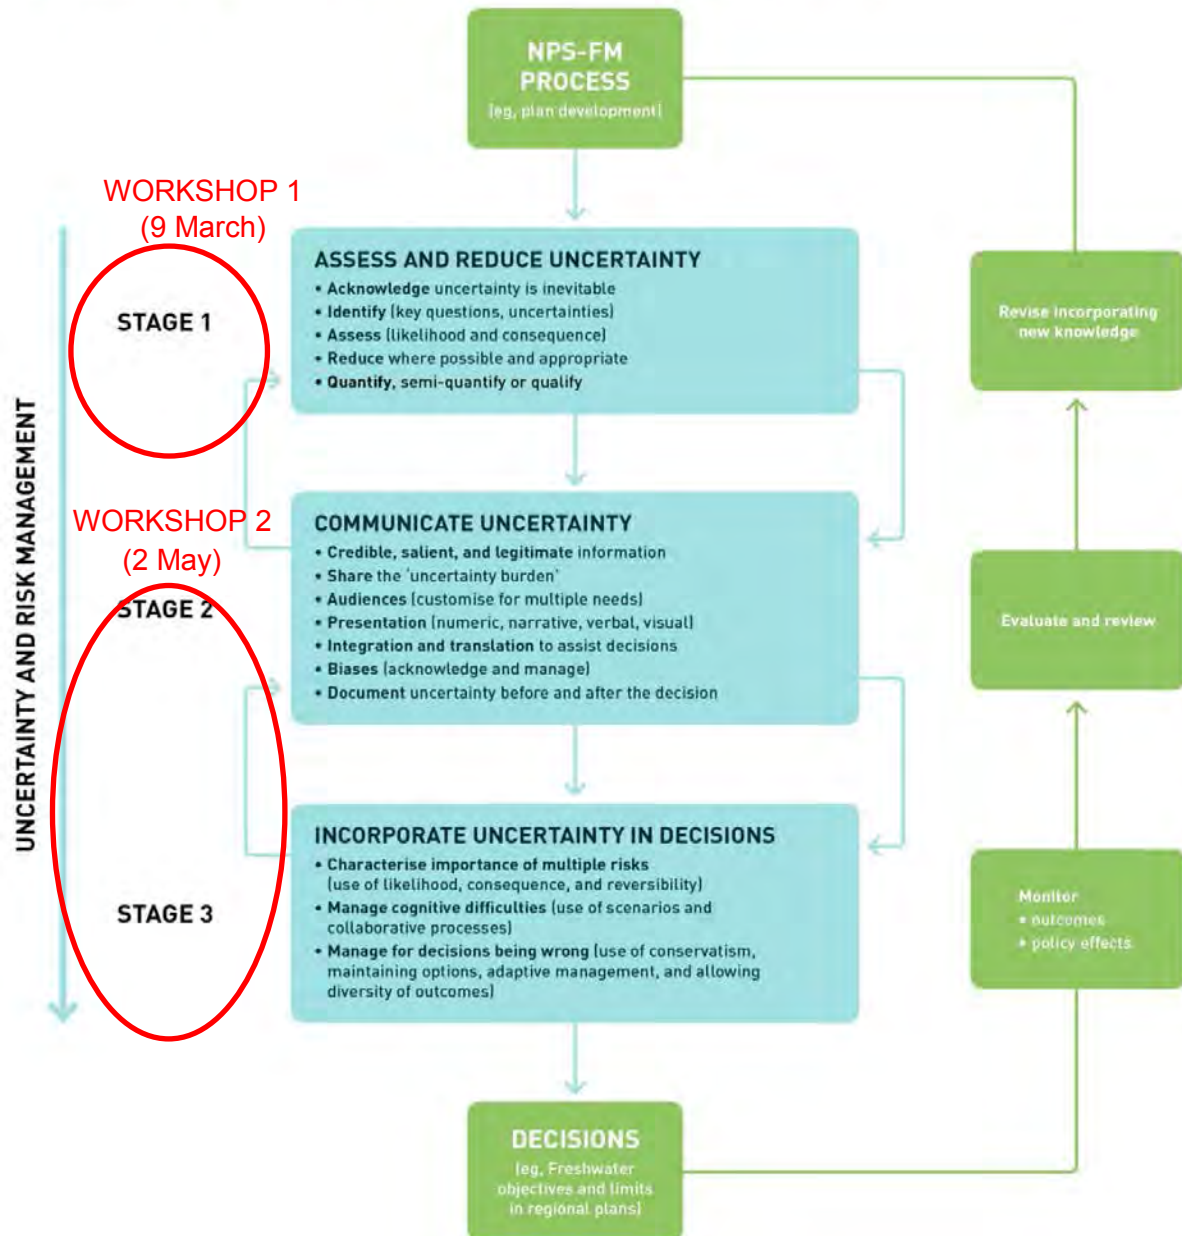 NPS-FM
PROCESS
(eg, plan development)
WORKSHOP 1
(9 March)
UNCERTAINTY AND RISK MANAGEMENT
STAGE 1
ASSESS AND REDUCE UNCERTAINTY
• Acknowledge uncertainty is inevitable
• Identify (key questions, uncertainties)
• Assess (likelihood and consequence)
• Reduce where possible and appropriate
• Quantify, semi-quantify or qualify
Revise incorporating
new knowledge
WORKSHOP 2
(2 May)
STAGE 2
COMMUNICATE UNCERTAINTY
• Credible, salient, and legitimate information
• Share the ‘uncertainty burden’
• Audiences (customise for multiple needs)
• Presentation (numeric, narrative, verbal, visual)
• Integration and translation to assist decisions
• Biases (acknowledge and manage)
• Document uncertainty before and after the decision
Evaluate and review
STAGE 3
INCORPORATE UNCERTAINTY IN DECISIONS
• Characterise importance of multiple risks
(use of likelihood, consequence, and reversibility)
• Manage cognitive difficulties (use of scenarios and
collaborative processes)
• Manage for decisions being wrong (use of conservatism,
maintaining options, adaptive management, and allowing
diversity of outcomes)
Monitor
• outcomes
• policy effects
DECISIONS
(eg, Freshwater
objectives and limits
in regional plans)